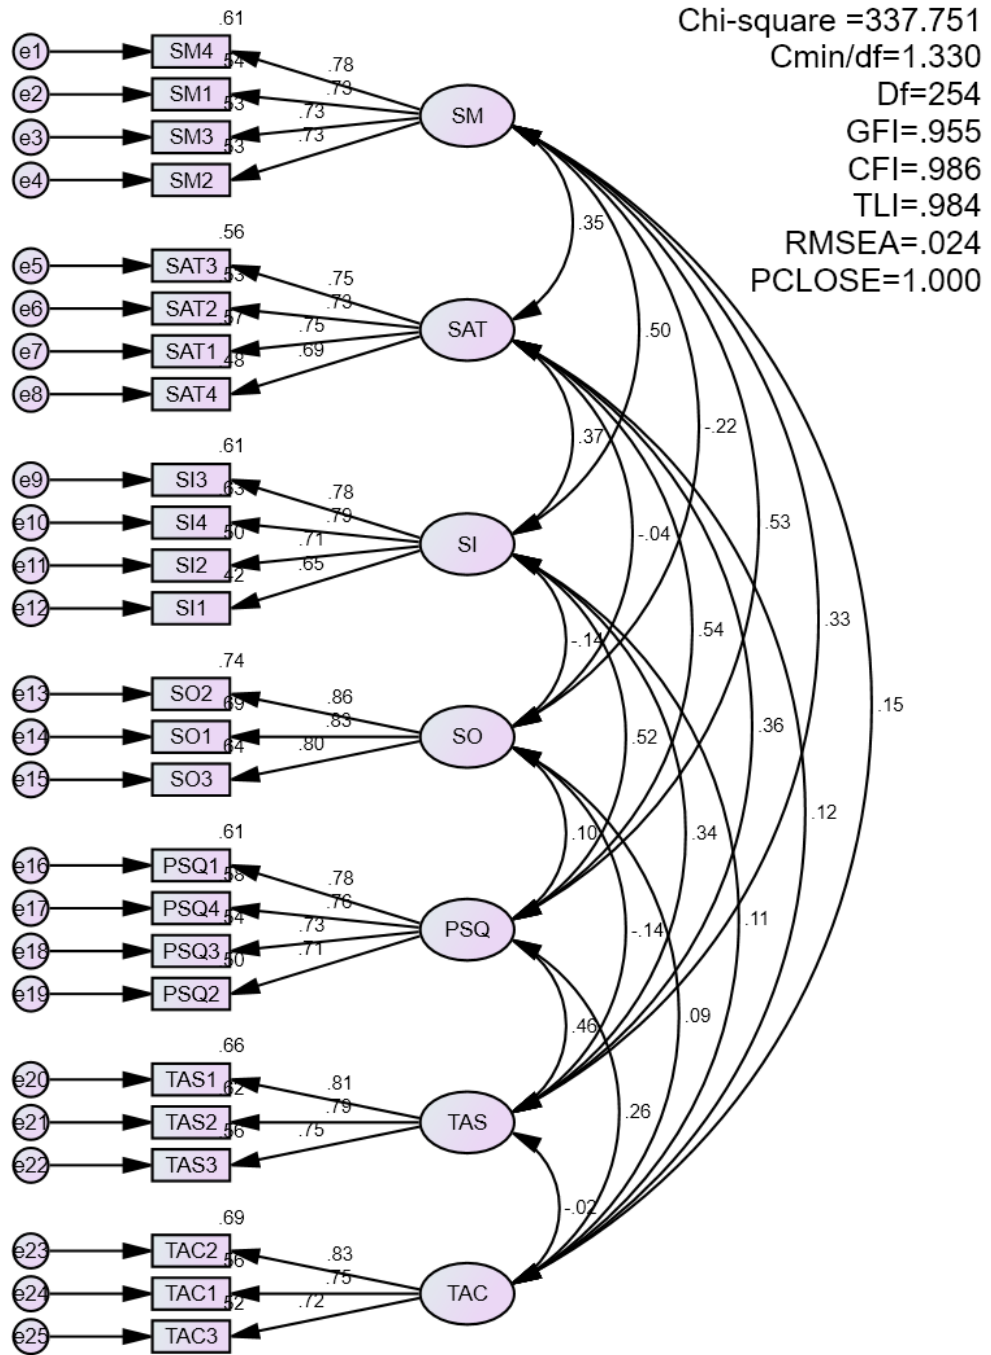 Chi-square =337.751
Cmin/df=1.330
Df=254
GFI=.955
CFI=.986
TLI=.984
RMSEA=.024
PCLOSE=1.000
.61
e1 SM4 .78
.54
e2 SM1 .73
.53
e3 SM3 .73
.53
e4 SM2 .73
SM
.56
e5 SAT3 .75
.53
e6 SAT2 .73
.57
e7 SAT1 .75
.48
e8 SAT4 .69
SAT
.61
e9 SI3 .78
.63
e10 SI4 .79
.50
e11 SI2 .71
.42
e12 SI1 .65
SI
.74
e13 SO2 .86
.69
e14 SO1 .83
.64
e15 SO3 .80
SO
.61
e16 PSQ1 .78
.58
e17 PSQ4 .76
.54
e18 PSQ3 .73
.50
e19 PSQ2 .71
PSQ
.66
e20 TAS1 .81
.62
e21 TAS2 .79
.56
e22 TAS3 .75
TAS
.69
e23 TAC2 .83
.56
e24 TAC1 .75
.52
e25 TAC3 .72
TAC
.35
.50
-.22
.37
.53
-.04
.33
.54
-.14
.15
.36
.52
.12
.10
.34
.11
-.14
.09
.46
.26
-.02